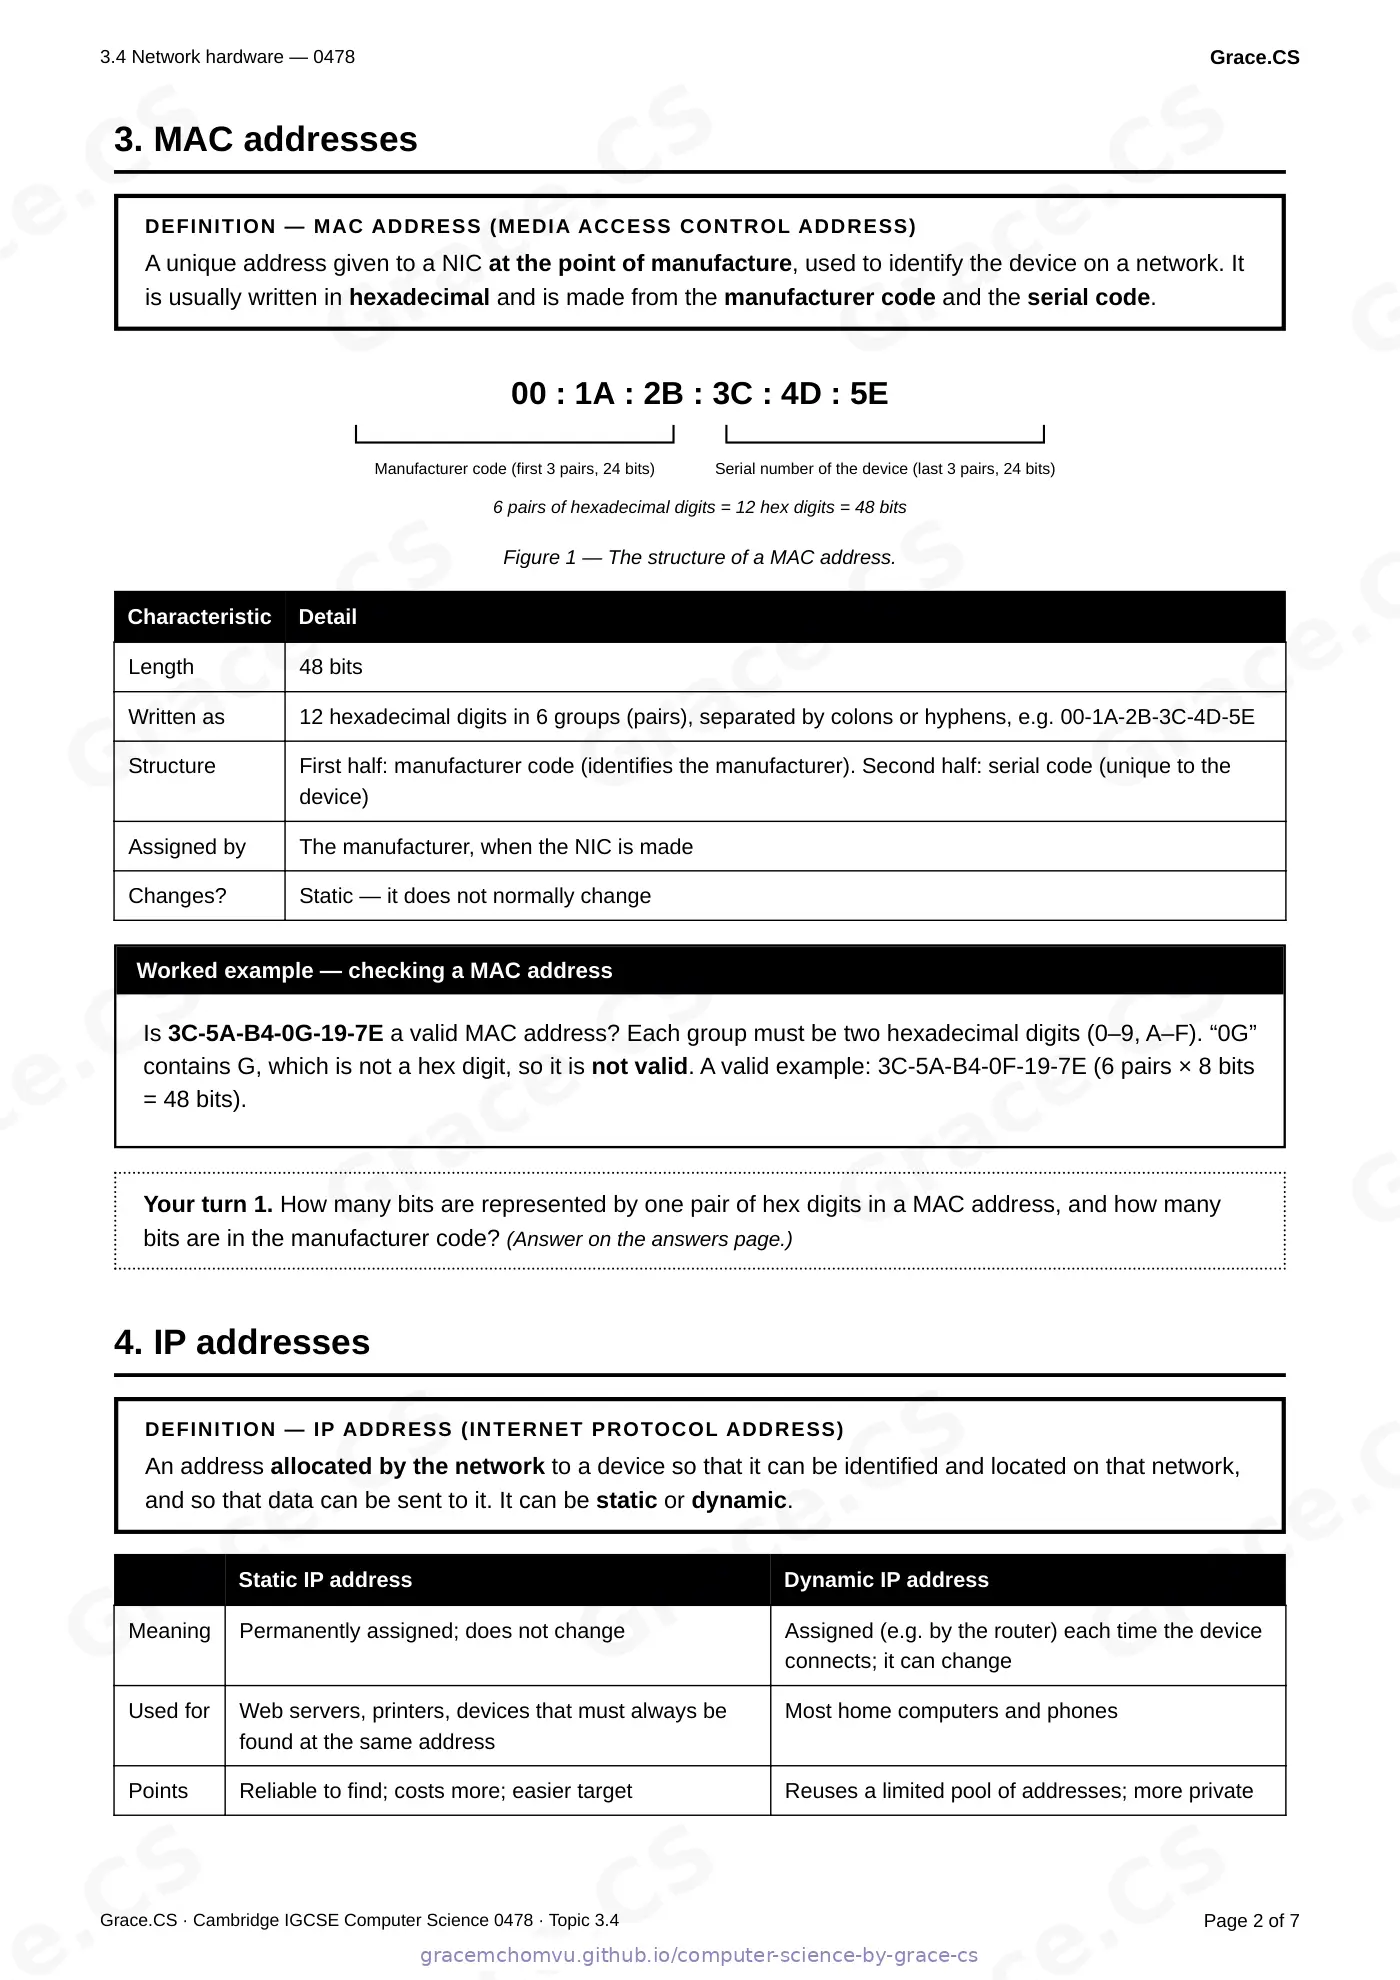 3.4 Network hardware — 0478
Grace.CS
3. MAC addresses
DEFINITION — MAC ADDRESS (MEDIA ACCESS CONTROL ADDRESS)
A unique address given to a NIC at the point of manufacture, used to identify the device on a network. It
is usually written in hexadecimal and is made from the manufacturer code and the serial code.
00 : 1A : 2B : 3C : 4D : 5E
Manufacturer code (first 3 pairs, 24 bits)
Serial number of the device (last 3 pairs, 24 bits)
6 pairs of hexadecimal digits = 12 hex digits = 48 bits
Figure 1 — The structure of a MAC address.
Characteristic
Detail
Length
48 bits
Written as
12 hexadecimal digits in 6 groups (pairs), separated by colons or hyphens, e.g. 00-1A-2B-3C-4D-5E
Structure
First half: manufacturer code (identifies the manufacturer). Second half: serial code (unique to the
device)
Assigned by
The manufacturer, when the NIC is made
Changes?
Static — it does not normally change
Worked example — checking a MAC address
Is 3C-5A-B4-0G-19-7E a valid MAC address? Each group must be two hexadecimal digits (0–9, A–F). “0G”
contains G, which is not a hex digit, so it is not valid. A valid example: 3C-5A-B4-0F-19-7E (6 pairs × 8 bits
= 48 bits).
Your turn 1. How many bits are represented by one pair of hex digits in a MAC address, and how many
bits are in the manufacturer code? (Answer on the answers page.)
4. IP addresses
DEFINITION — IP ADDRESS (INTERNET PROTOCOL ADDRESS)
An address allocated by the network to a device so that it can be identified and located on that network,
and so that data can be sent to it. It can be static or dynamic.
Static IP address
Dynamic IP address
Meaning
Permanently assigned; does not change
Assigned (e.g. by the router) each time the device
connects; it can change
Used for
Web servers, printers, devices that must always be
found at the same address
Most home computers and phones
Points
Reliable to find; costs more; easier target
Reuses a limited pool of addresses; more private
Grace.CS · Cambridge IGCSE Computer Science 0478 · Topic 3.4
Page 2 of 7
gracemchomvu.github.io/computer-science-by-grace-cs